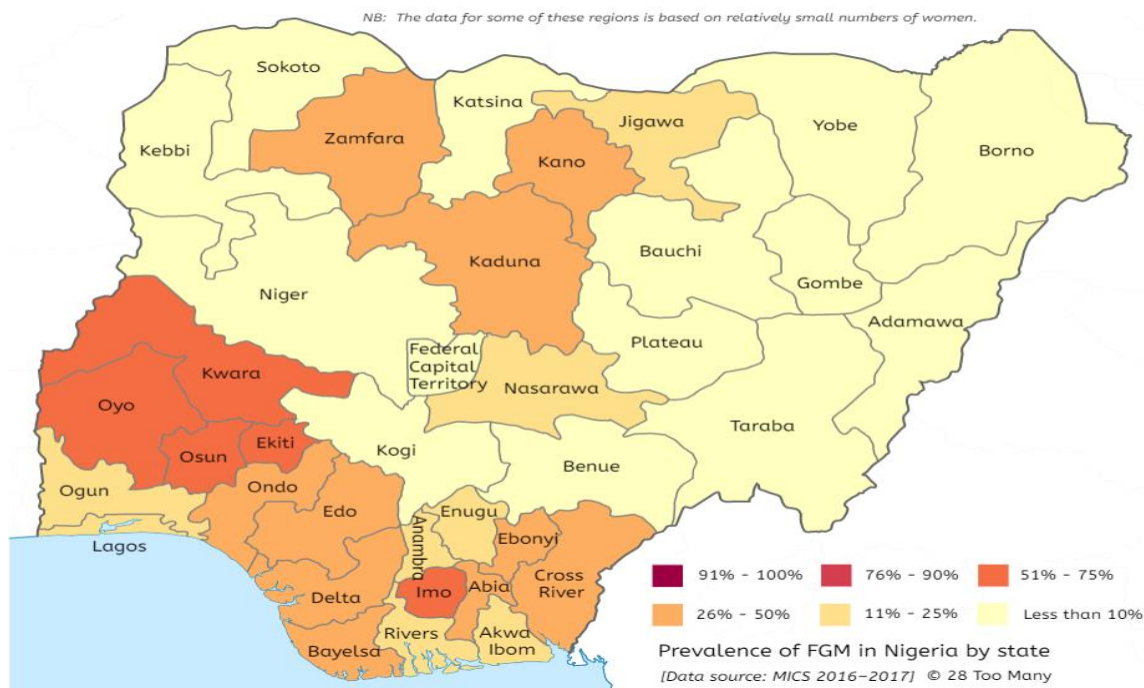 NB: The data for some of these regions is based on relatively small numbers of women.
Sokoto
Katsina
Jigawa
Yobe
Zamfara
Kano
Kebbi
Borno
Kaduna
Bauchi
Gombe
Niger
Adamawa
Plateau
Federal
Capital
Territory
Nasarawa
Kwara
Oyo
Taraba
Ekiti
Osun
Kogi
Benue
Ogun
Ondo
Edo
Enugu
Anambra
Ebonyi
Lagos
Imo
Abia
Cross
River
Delta
Rivers
Akwa
Ibom
Bayelsa
91% - 100%
76% - 90%
51% - 75%
26% - 50%
11% - 25%
Less than 10%
Prevalence of FGM in Nigeria by state
[Data source: MICS 2016–2017] © 28 Too Many